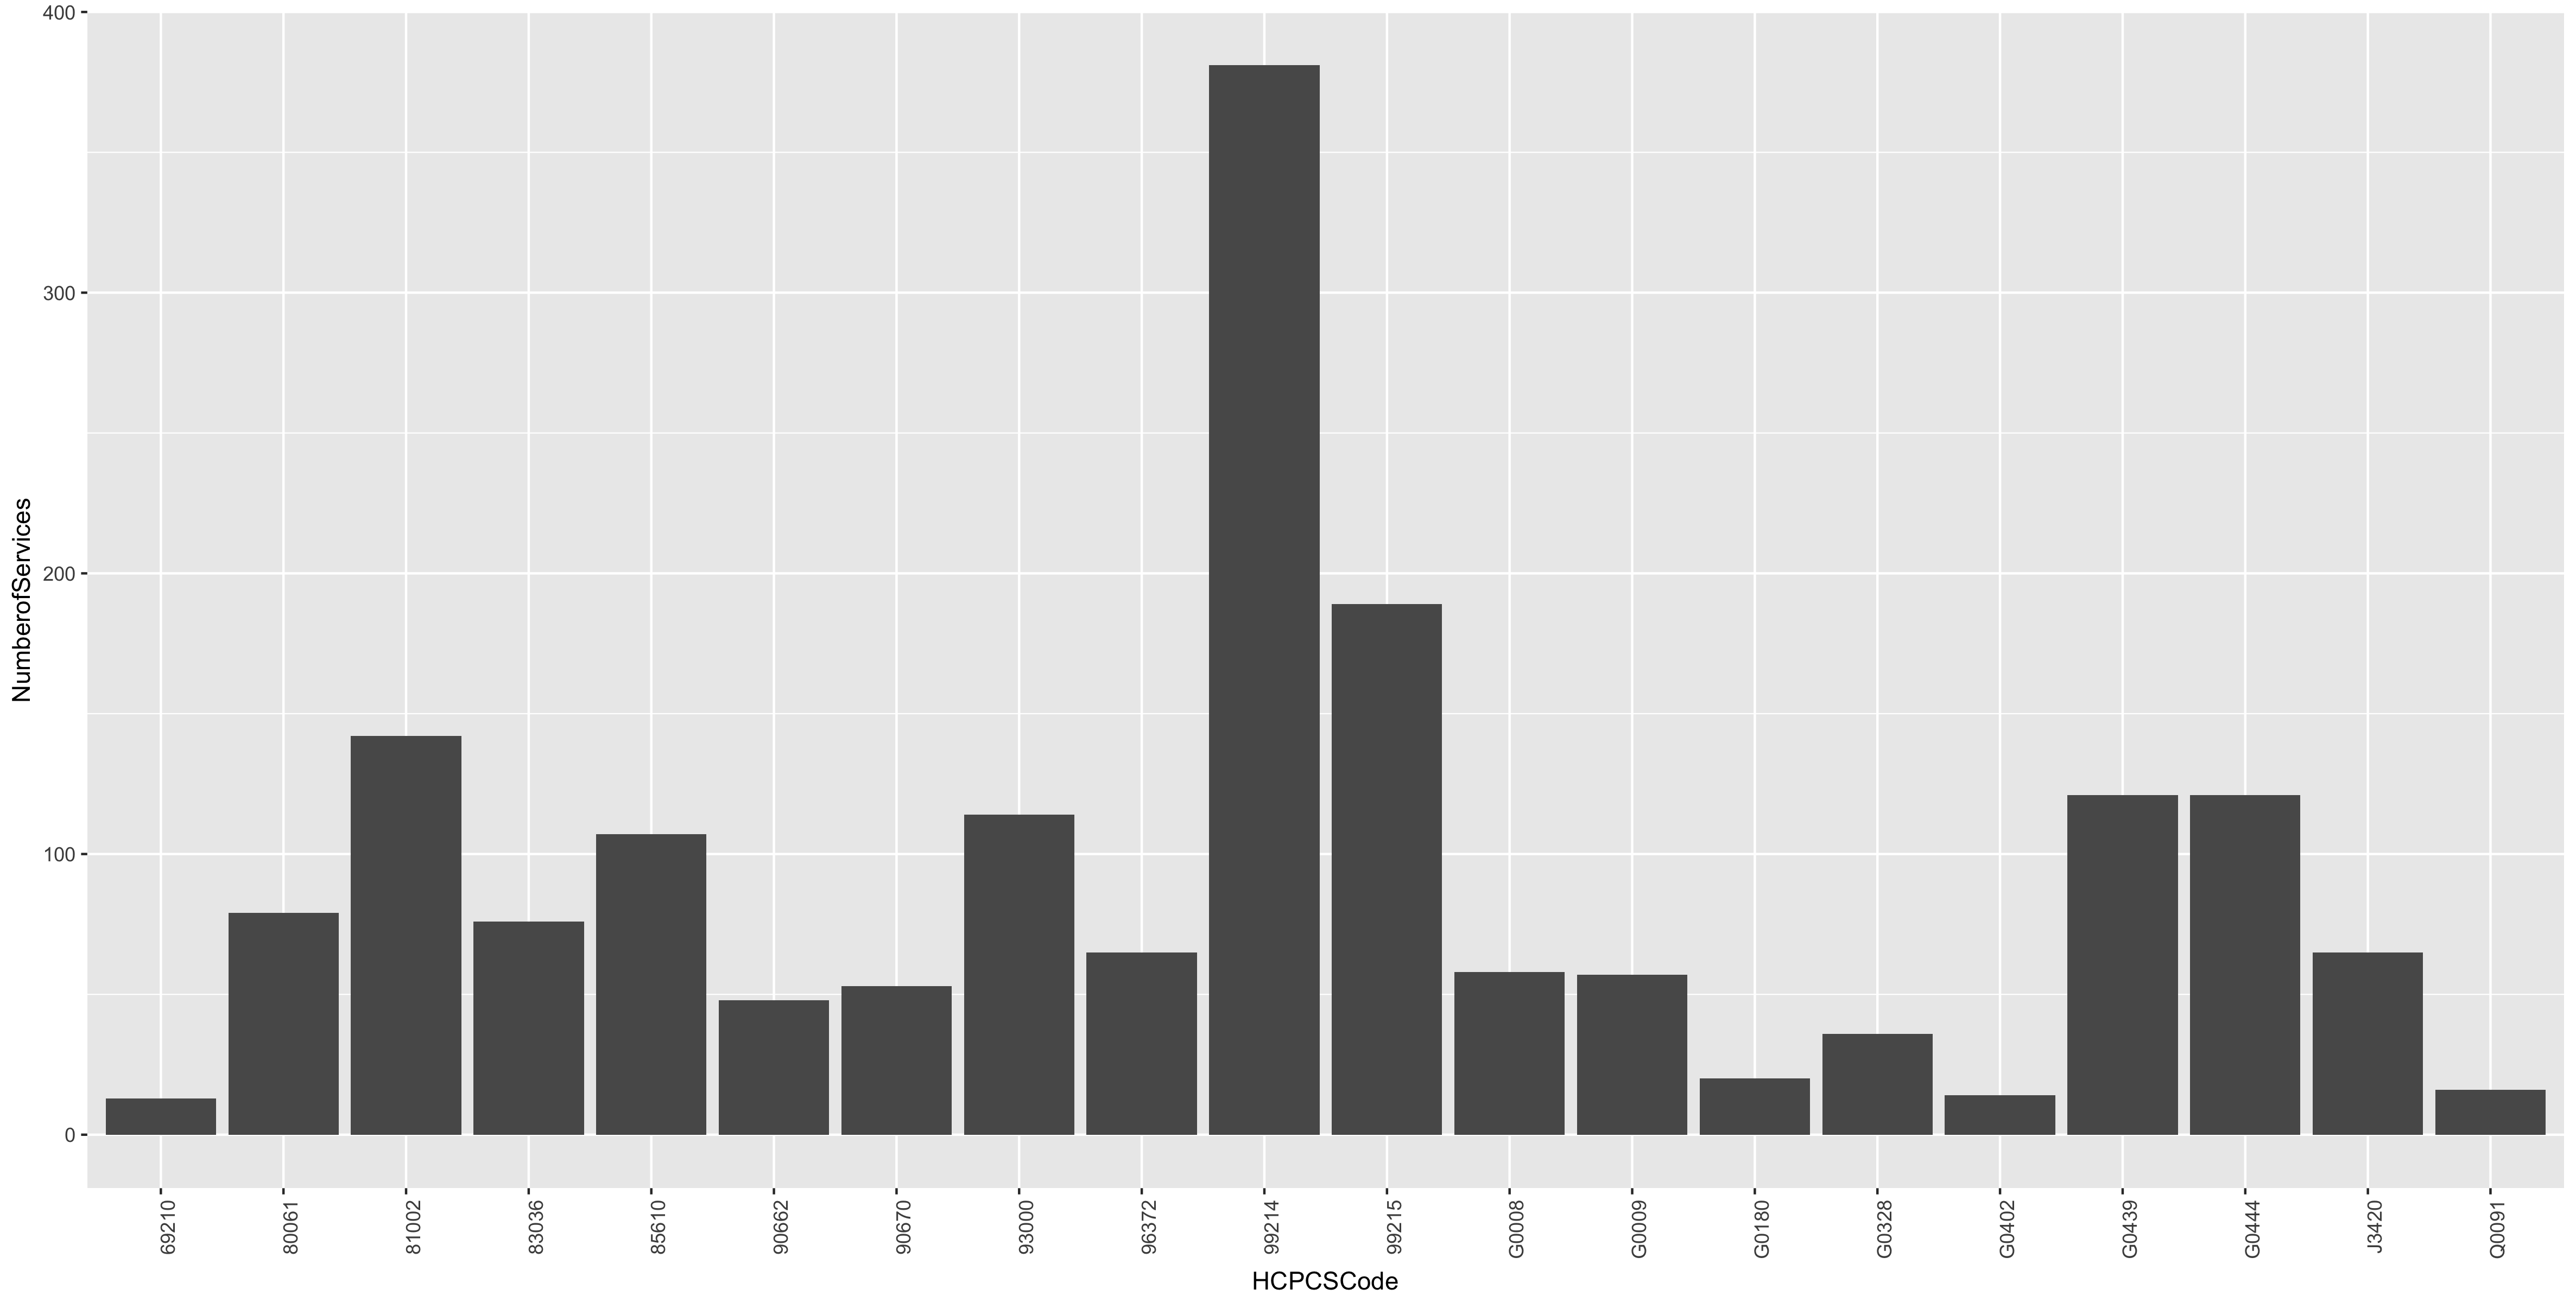 400
300
200
100
0
NumberofServices
69210
80061
81002
83036
85610
90662
90670
93000
96372
99214
99215
G0008
G0009
G0180
G0328
G0402
G0439
G0444
J3420
Q0091
HCPCSCode